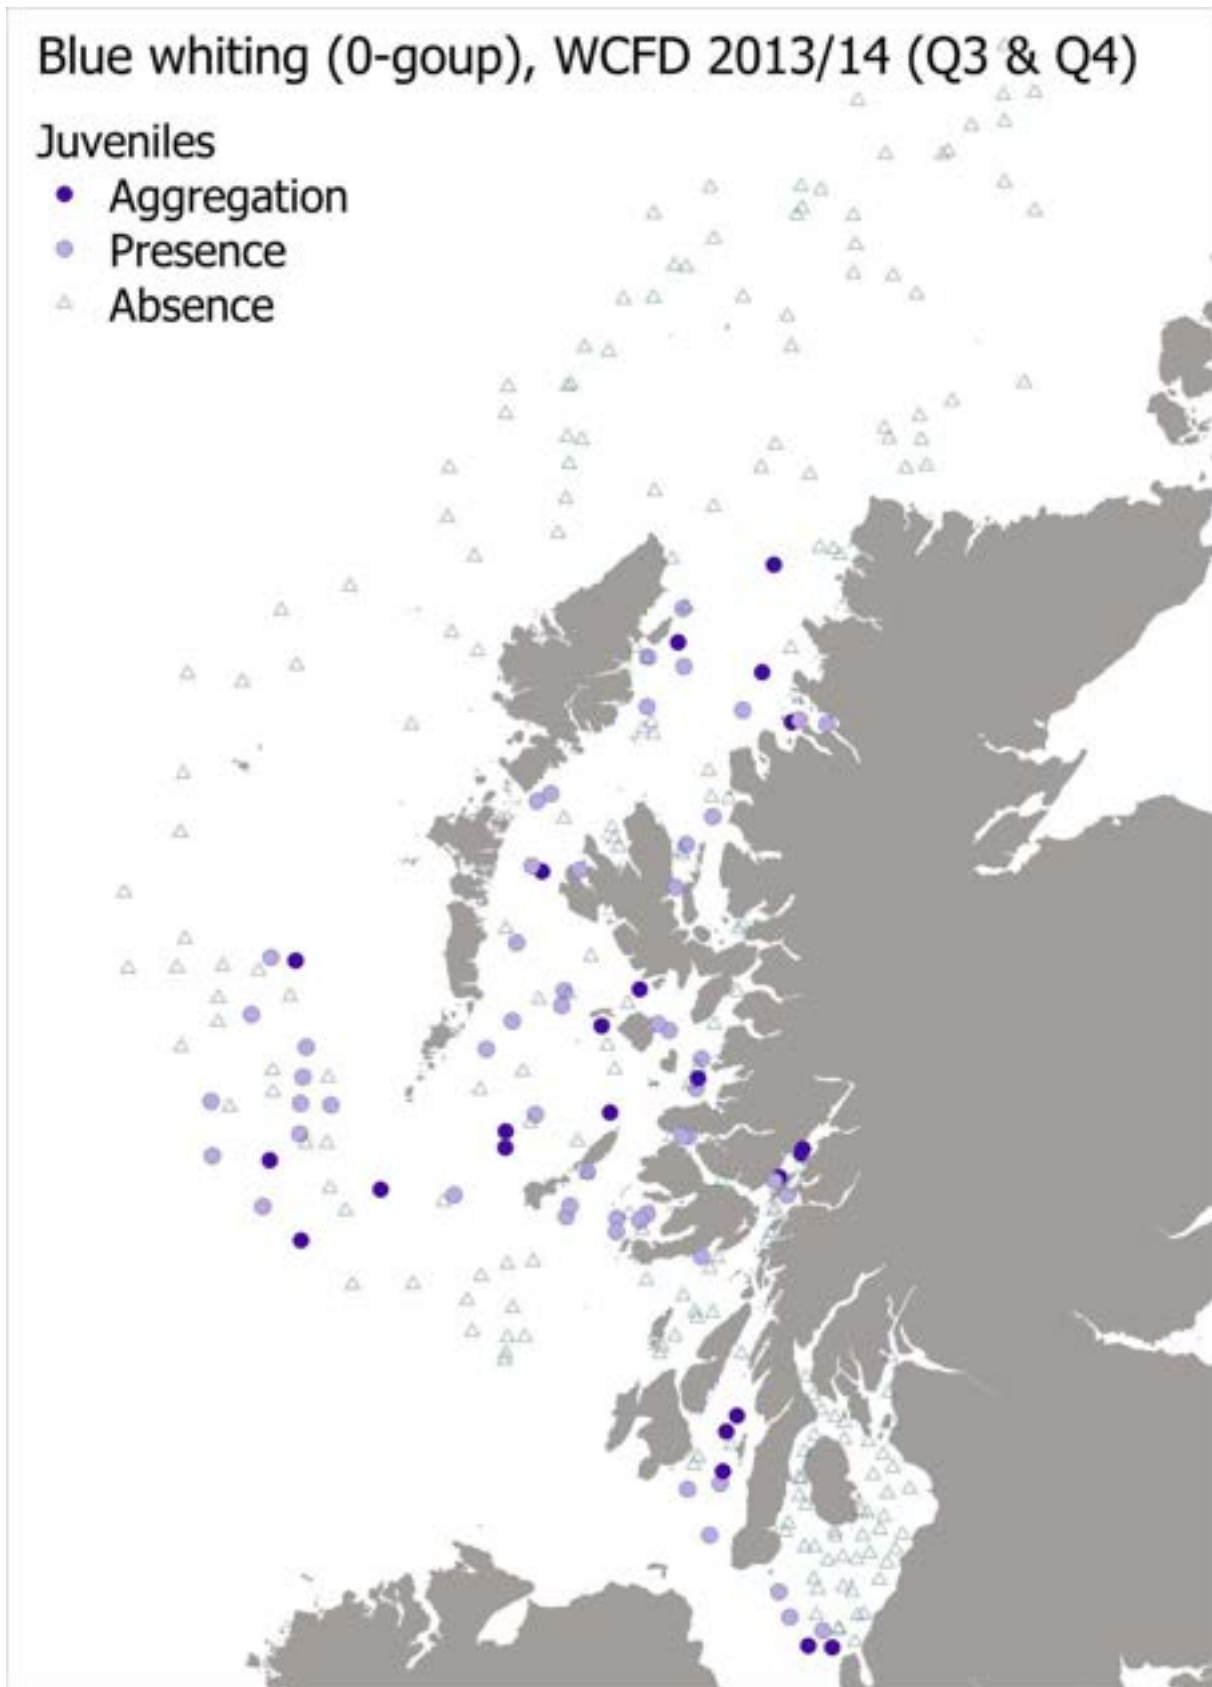 Blue whiting (0-goup), WCFD 2013/14 (Q3 & Q4)
Juveniles
Aggregation
Presence
Absence